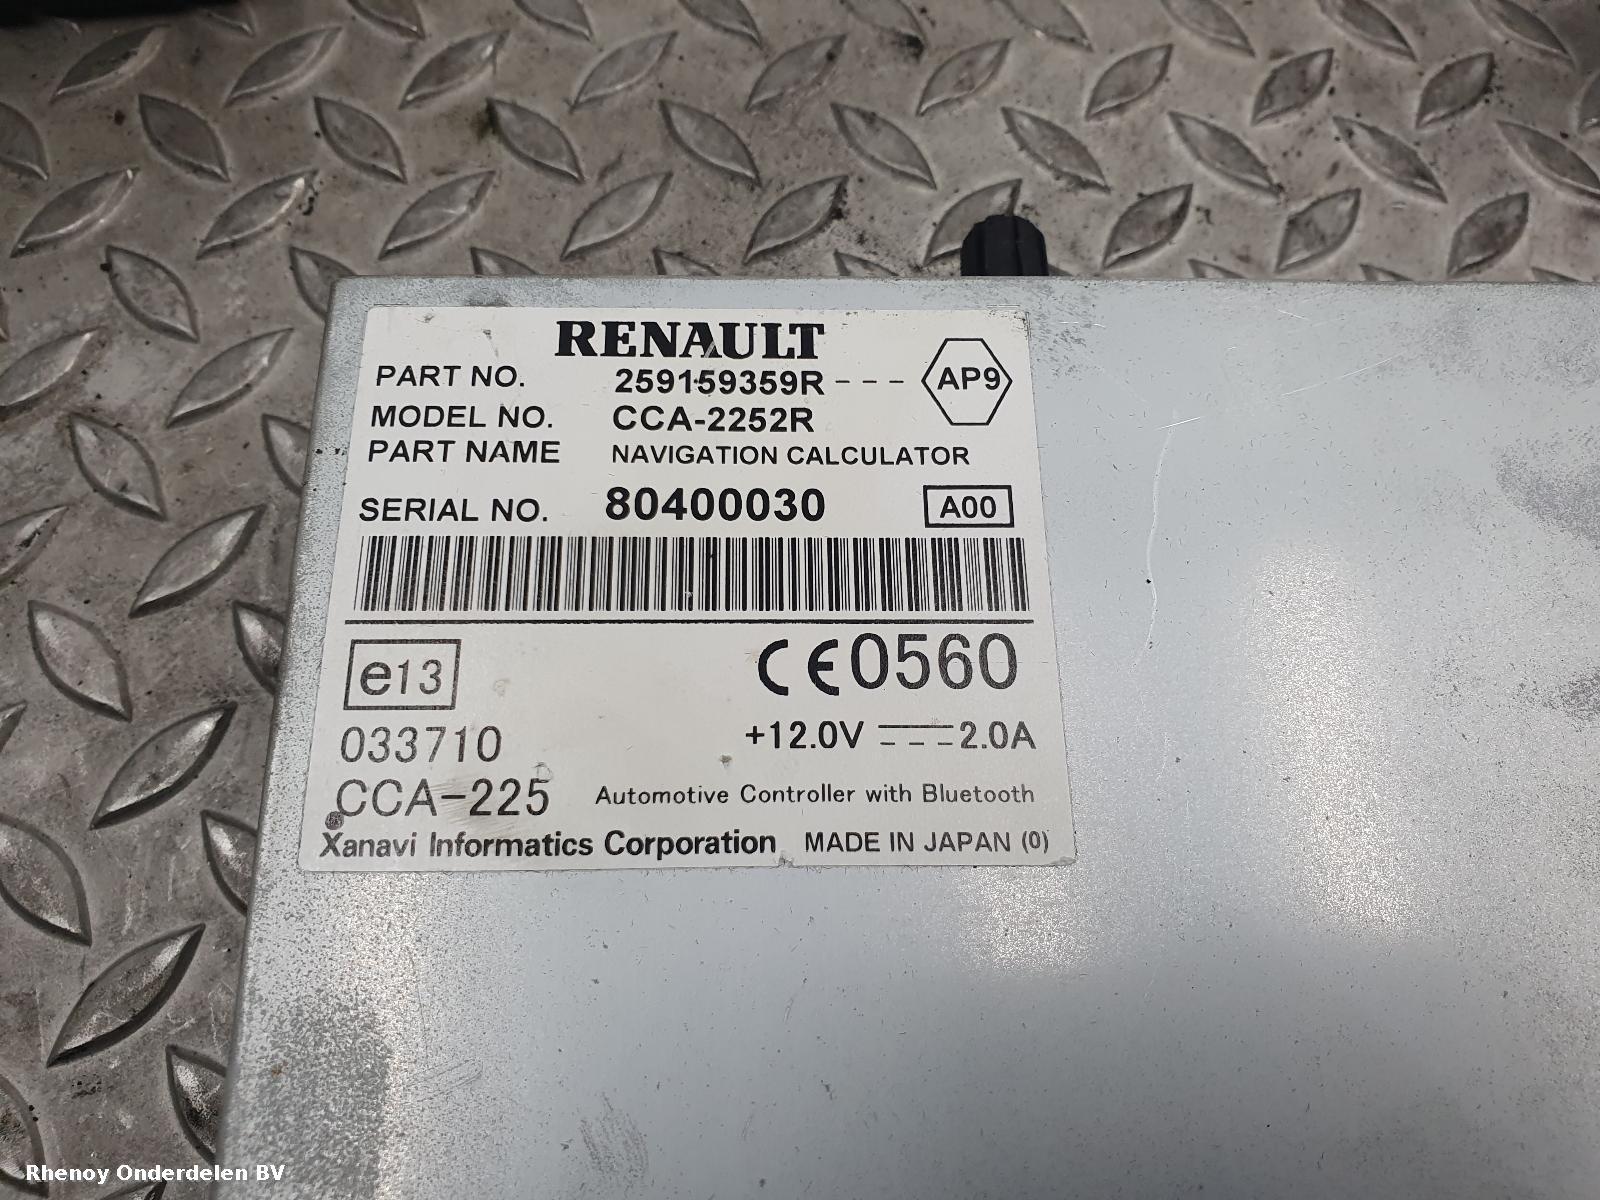 RENAULT
PART NO. 259159359R - - - AP9
MODEL NO. CCA-2252R
PART NAME NAVIGATION CALCULATOR
SERIAL NO. 80400030 A00
e13 CE0560
033710 +12.0V 2.0A
CCA-225 Automotive Controller with Bluetooth
Xanavi Informatics Corporation MADE IN JAPAN (0)
Rhenoy Onderdelen BV